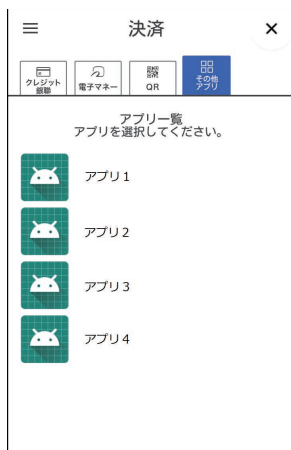 決済
クレジット
銀聯
電子マネー
QR
その他
アプリ
アプリ一覧
アプリを選択してください。
アプリ1
アプリ2
アプリ3
アプリ4